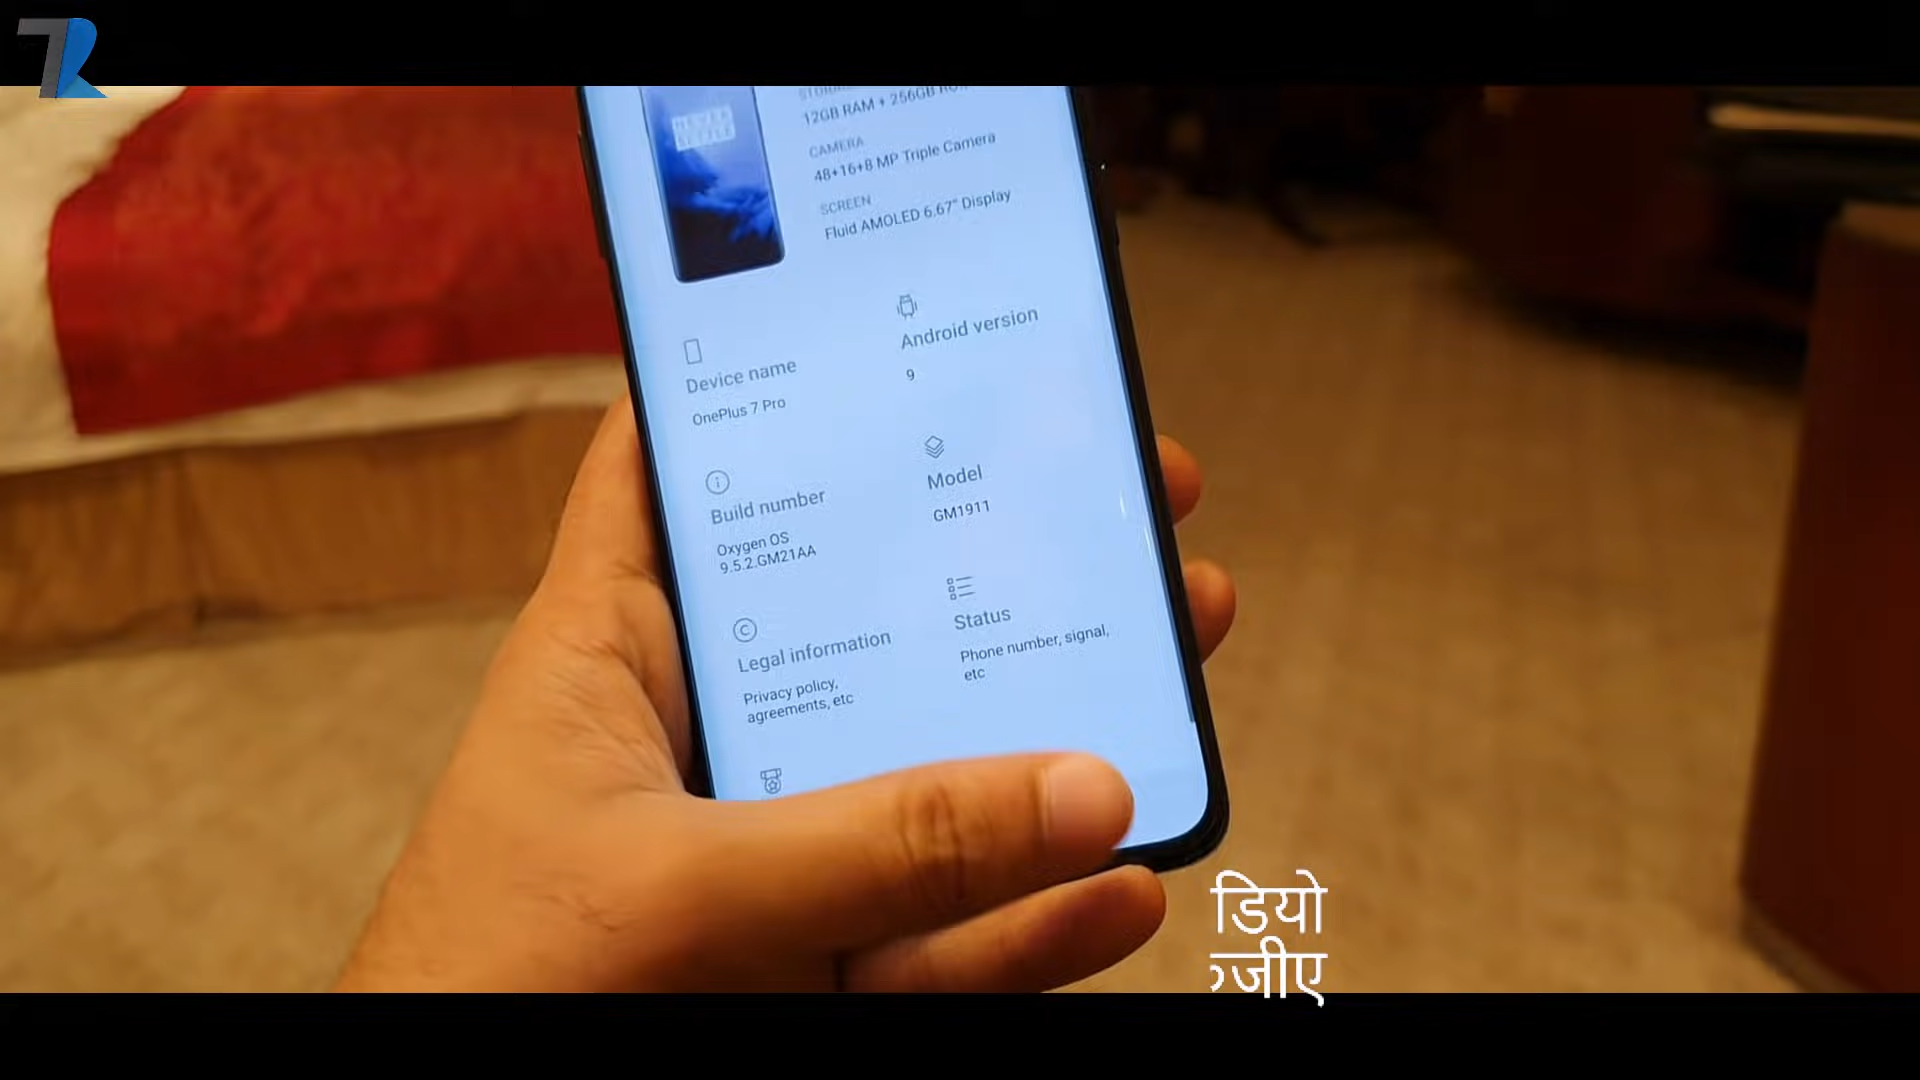 12GB RAM + 256GB
CAMERA
48+16+8 MP Triple Camera
SCREEN
Fluid AMOLED 6.67" Display
Android version
9
Device name
OnePlus 7 Pro
Model
GM1911
Build number
Oxygen OS
9.5.2.GM21AA
Status
Phone number, signal,
etc
Legal information
Privacy policy,
agreements, etc
डियो
जीए